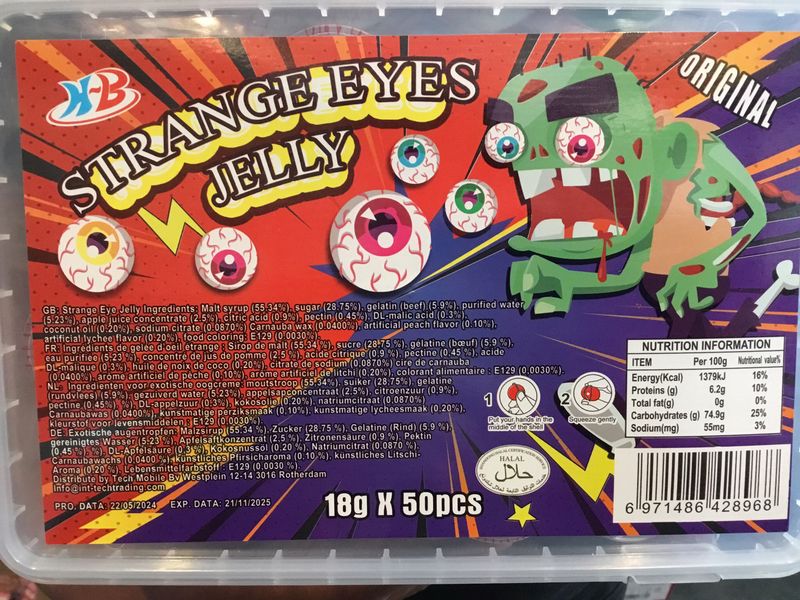 H-B
STRANGE EYES
JELLY
ORIGINAL
GB: Strange Eye Jelly Ingredients: Malt syrup (55.34%), sugar (28.75%), gelatin (beef) (5.9%), purified water
(5.23%), apple juice concentrate (2.5%), citric acid (0.9%), pectin (0.45%), DL-malic acid (0.3%),
coconut oil (0.20%), sodium citrate (0.0870%), Carnauba wax (0.0400%), artificial peach flavor (0.10%),
artificial lychee flavor (0.20%), food coloring: E129 (0.0030%)
FR: Ingrédients de gelée d'oeil étrange: Sirop de malt (55.34 %), sucre (28.75 %), gélatine (bœuf) (5.9 %),
eau purifiée (5.23 %), concentré de jus de pomme (2.5 %), acide citrique (0.9 %), pectine (0.45 %), acide
DL-malique (0.3%), huile de noix de coco (0.20%), citrate de sodium (0.0870%) cire de carnauba
(0.0400%), arôme artificiel de pêche (0.10%), arôme artificiel de litchi (0.20%), colorant alimentaire : E129 (0.0030%).
NL: ingrediënten voor exotische oogcreme: moutstroop (55.34%), suiker (28.75%), gelatine
(rundvlees) (5.9%), gezuiverd water (5.23%), appelsapconcentraat (2.5%), citroenzuur (0.9%),
pectine (0.45%), DL-appelzuur (0.3%), kokosolie (0.20%), natriumcitraat (0.0870%)
Carnaubawas (0.0400%), kunstmatige perziksmaak (0.10%), kunstmatige lycheesmaak (0.20%),
kleurstof voor levensmiddelen: E129 (0.0030%)
DE: Exotische augentropfen: Malzsirup (55.34 %), Zucker (28.75 %), Gelatine (Rind) (5.9 %),
gereinigtes Wasser (5.23 %), Apfelsaftkonzentrat (2.5 %), Zitronensäure (0.9 %), Pektin
(0.45 %), DL-Apfelsäure (0.3%), Kokosnussöl (0.20 %), Natriumcitrat (0.0870 %),
Carnaubawachs (0.0400 %), künstliches Pfirsicharoma (0.10 %), künstliches Litschi-
Aroma (0.20 %), Lebensmittelfarbstoff: E129 (0.0030 %)
Distribute by Tech Mobile Bv Westplein 12-14 3016 Rotterdam
Info@int-techtrading.com
PRO. DATA: 22/05/2024 EXP. DATA: 21/11/2025
18g X 50pcs
1
Put your hands in the
middle of the shell
2
Squeeze gently
HALAL
حلال
NUTRITION INFORMATION
ITEM Per 100g Nutritional value%
Energy(Kcal) 1379kJ 16%
Proteins (g) 6.2g 10%
Total fat(g) 0g 0%
Carbohydrates (g) 74.9g 25%
Sodium(mg) 55mg 3%
6 971486 428968